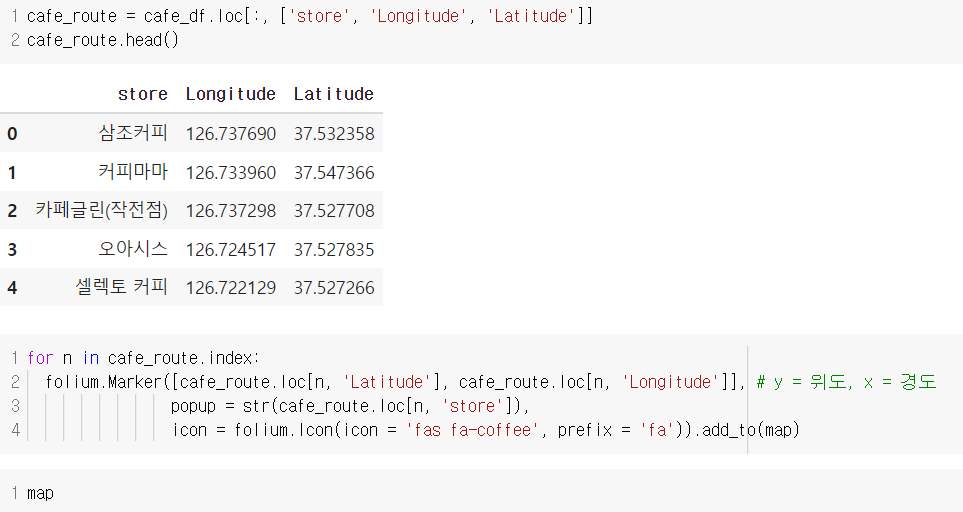 1 cafe_route = cafe_df.loc[:, ['store', 'Longitude', 'Latitude']]
2 cafe_route.head()
store Longitude Latitude
0 삼조커피 126.737690 37.532358
1 커피마마 126.733960 37.547366
2 카페글린(작전점) 126.737298 37.527708
3 오아시스 126.724517 37.527835
4 셀렉토 커피 126.722129 37.527266
1 for n in cafe_route.index:
2 folium.Marker([cafe_route.loc[n, 'Latitude'], cafe_route.loc[n, 'Longitude']], # y = 위도, x = 경도
3 popup = str(cafe_route.loc[n, 'store']),
4 icon = folium.Icon(icon = 'fas fa-coffee', prefix = 'fa')).add_to(map)
1 map